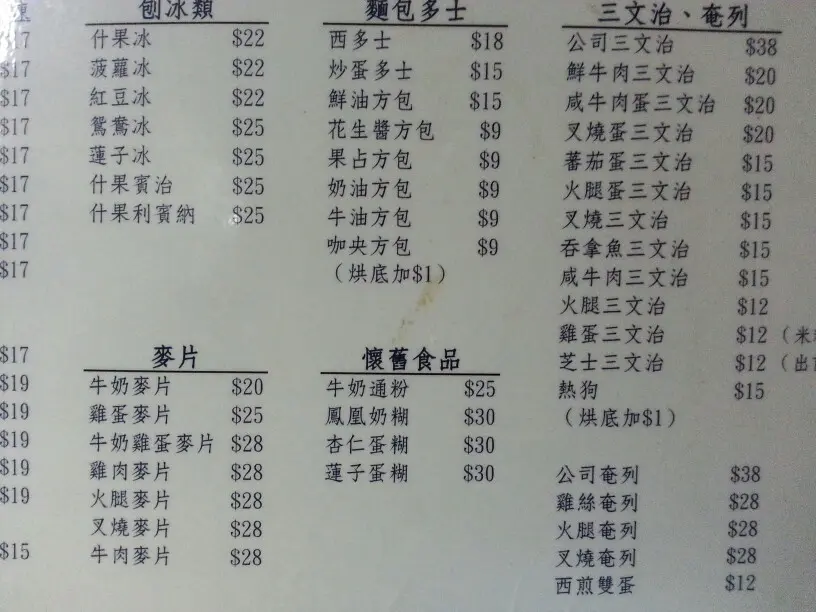 $17
$17
$17
$17
$17
$17
$17
$17
$17
$17
$19
$19
$19
$19
$19
$15
刨冰類
什果冰 $22
菠蘿冰 $22
紅豆冰 $22
鴛鴦冰 $25
蓮子冰 $25
什果賓治 $25
什果利賓納 $25
麥片
牛奶麥片 $20
雞蛋麥片 $25
牛奶雞蛋麥片 $28
雞肉麥片 $28
火腿麥片 $28
叉燒麥片 $28
牛肉麥片 $28
麵包多士
西多士 $18
炒蛋多士 $15
鮮油方包 $15
花生醬方包 $9
果占方包 $9
奶油方包 $9
牛油方包 $9
咖央方包 $9
（烘底加$1）
懷舊食品
牛奶通粉 $25
鳳凰奶糊 $30
杏仁蛋糊 $30
蓮子蛋糊 $30
三文治、奄列
公司三文治 $38
鮮牛肉三文治 $20
咸牛肉蛋三文治 $20
叉燒蛋三文治 $20
蕃茄蛋三文治 $15
火腿蛋三文治 $15
叉燒三文治 $15
吞拿魚三文治 $15
咸牛肉三文治 $15
火腿三文治 $12
雞蛋三文治 $12（米
芝士三文治 $12（出
熱狗 $15
（烘底加$1）
公司奄列 $38
雞絲奄列 $28
火腿奄列 $28
叉燒奄列 $28
西煎雙蛋 $12